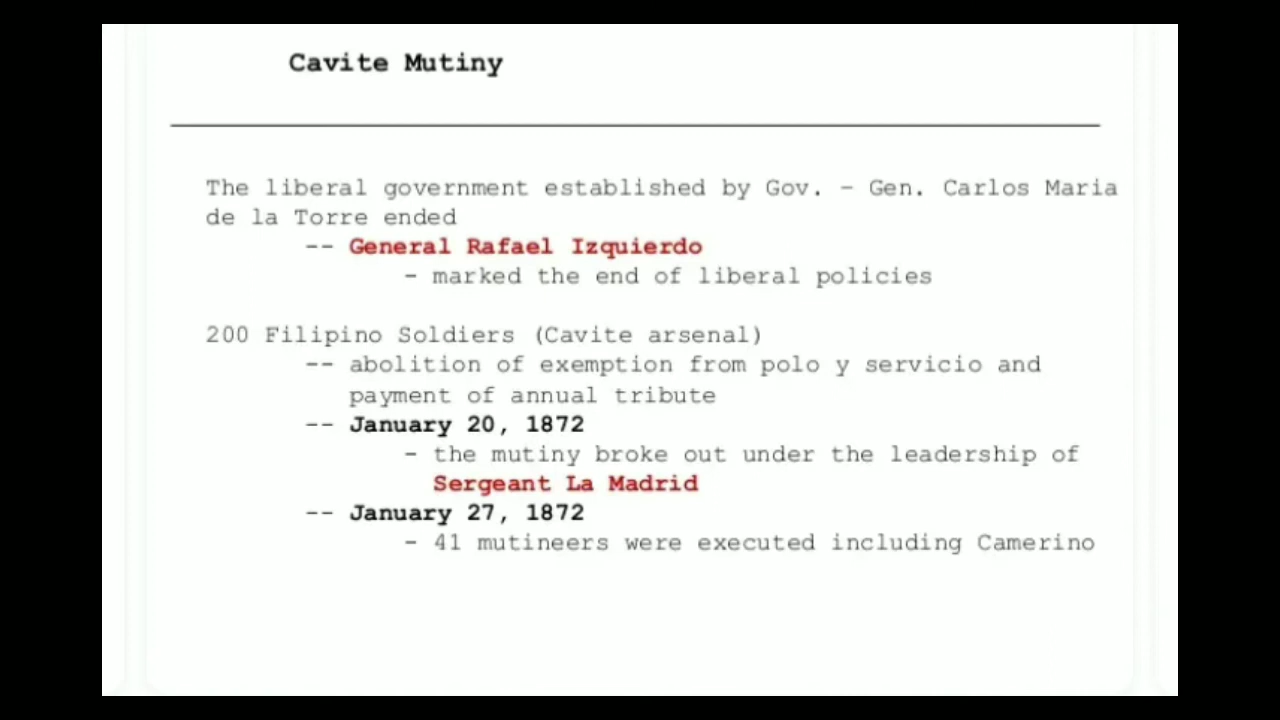 Cavite Mutiny
The liberal government established by Gov. – Gen. Carlos Maria
de la Torre ended
-- General Rafael Izquierdo
- marked the end of liberal policies
200 Filipino Soldiers (Cavite arsenal)
-- abolition of exemption from polo y servicio and
payment of annual tribute
-- January 20, 1872
- the mutiny broke out under the leadership of
Sergeant La Madrid
-- January 27, 1872
- 41 mutineers were executed including Camerino